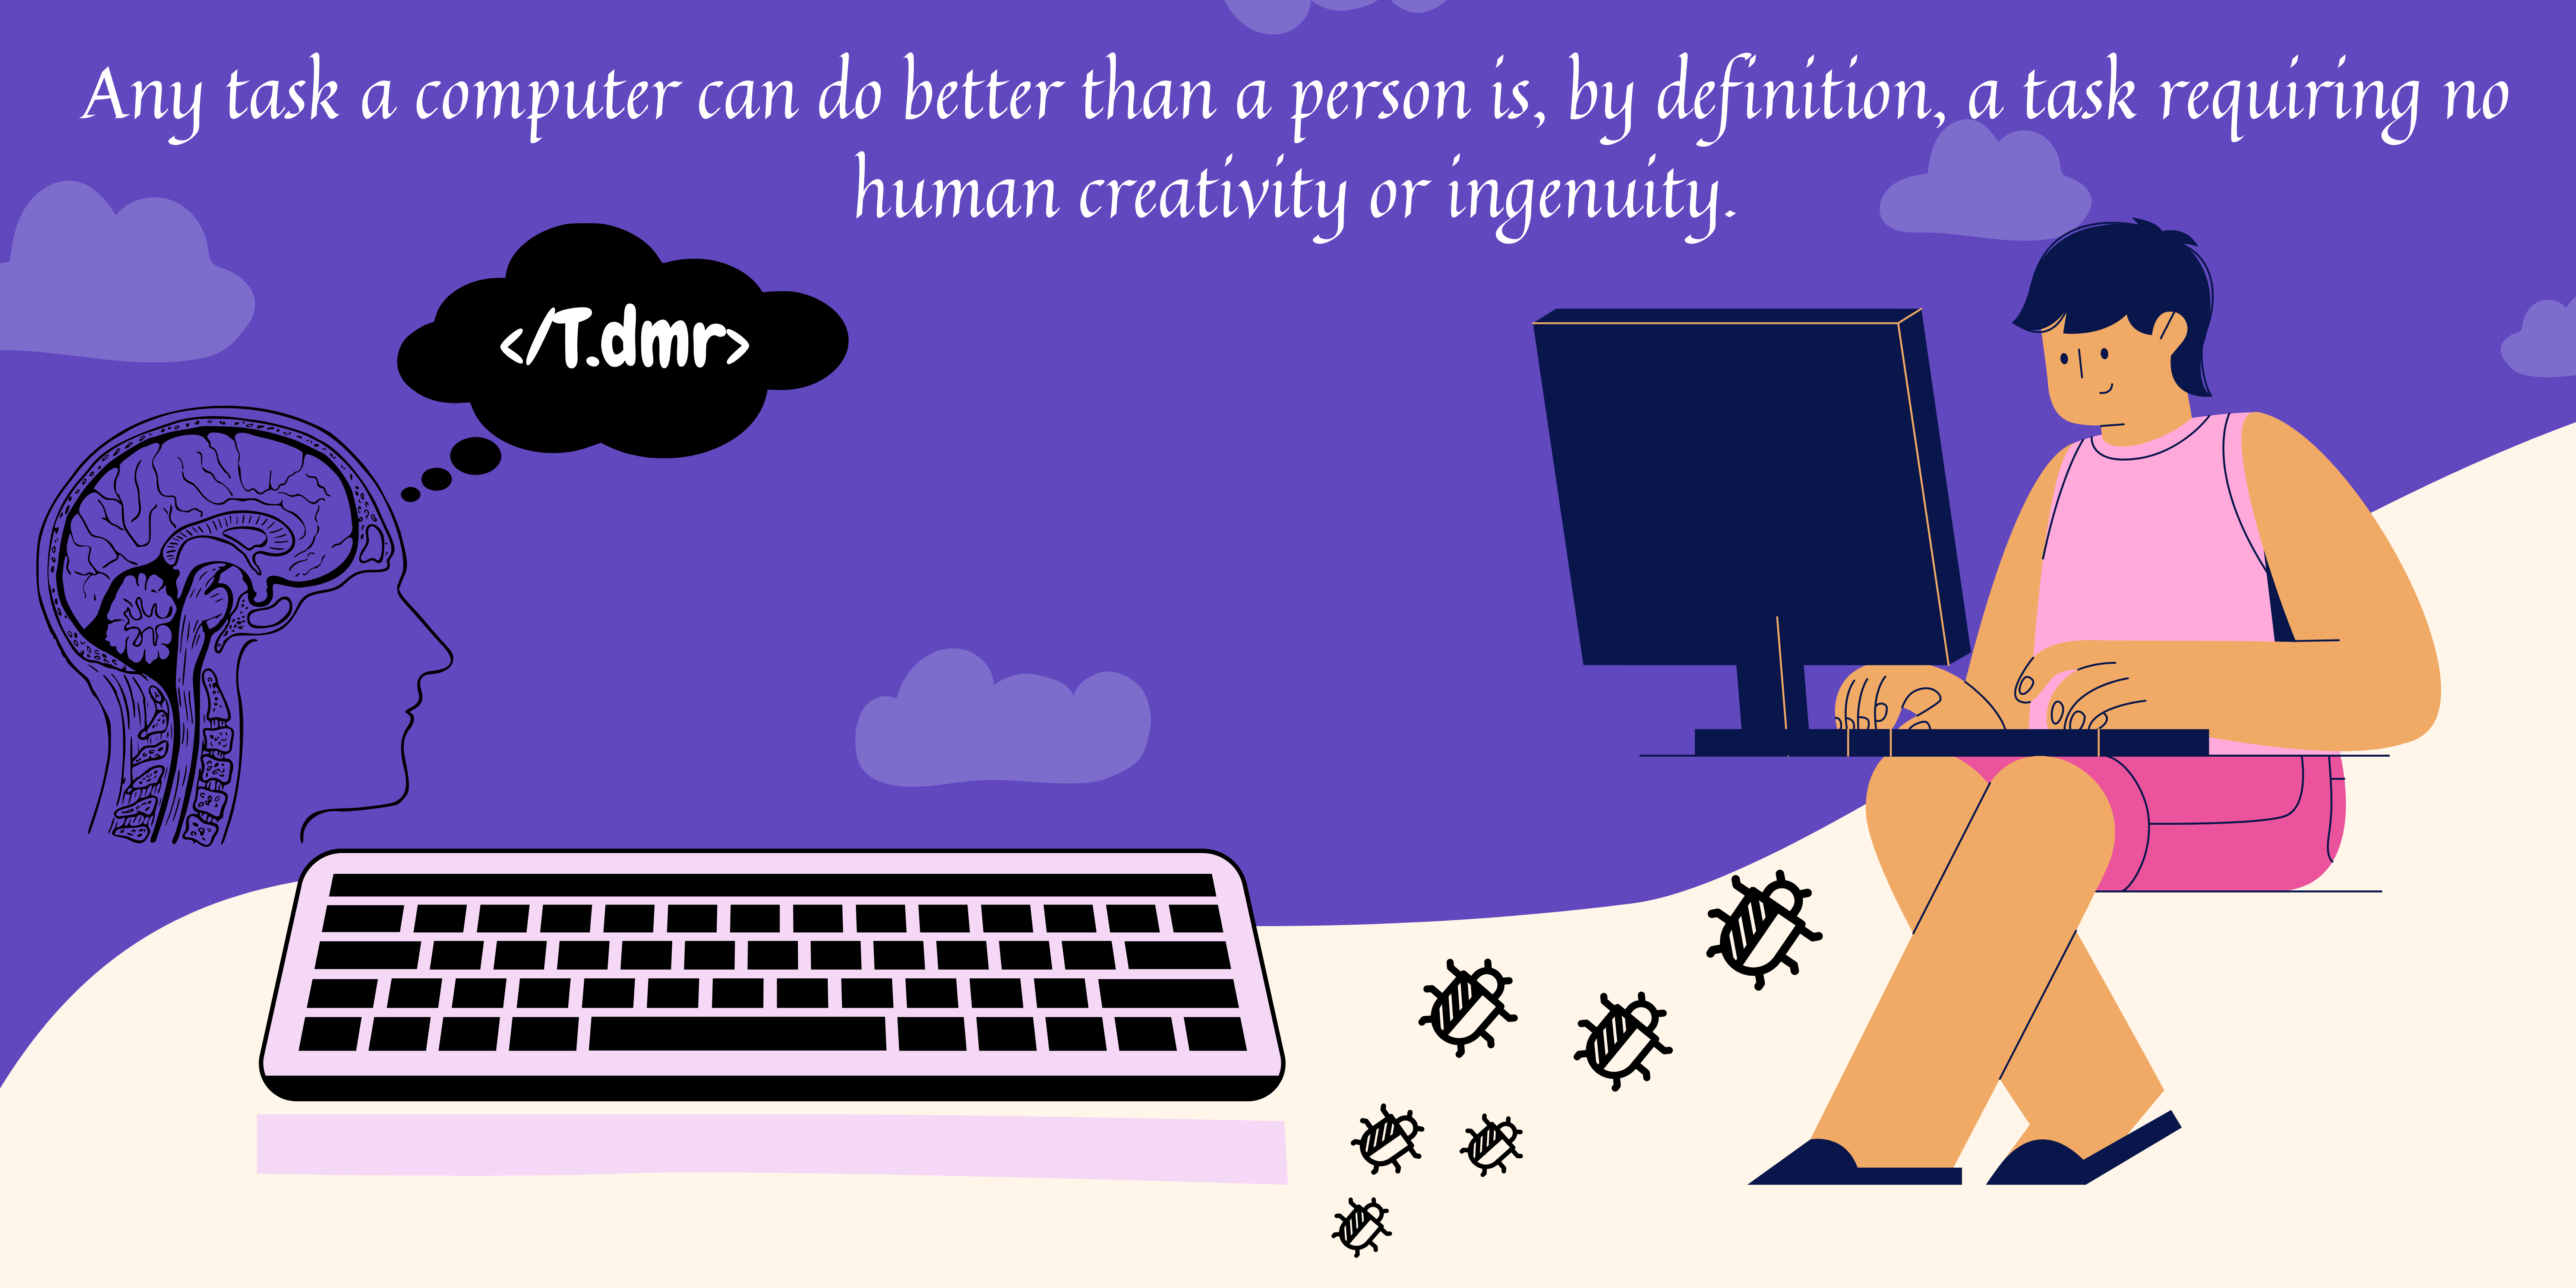 Any task a computer can do better than a person is, by definition, a task requiring no
human creativity or ingenuity.
</T.dmr>